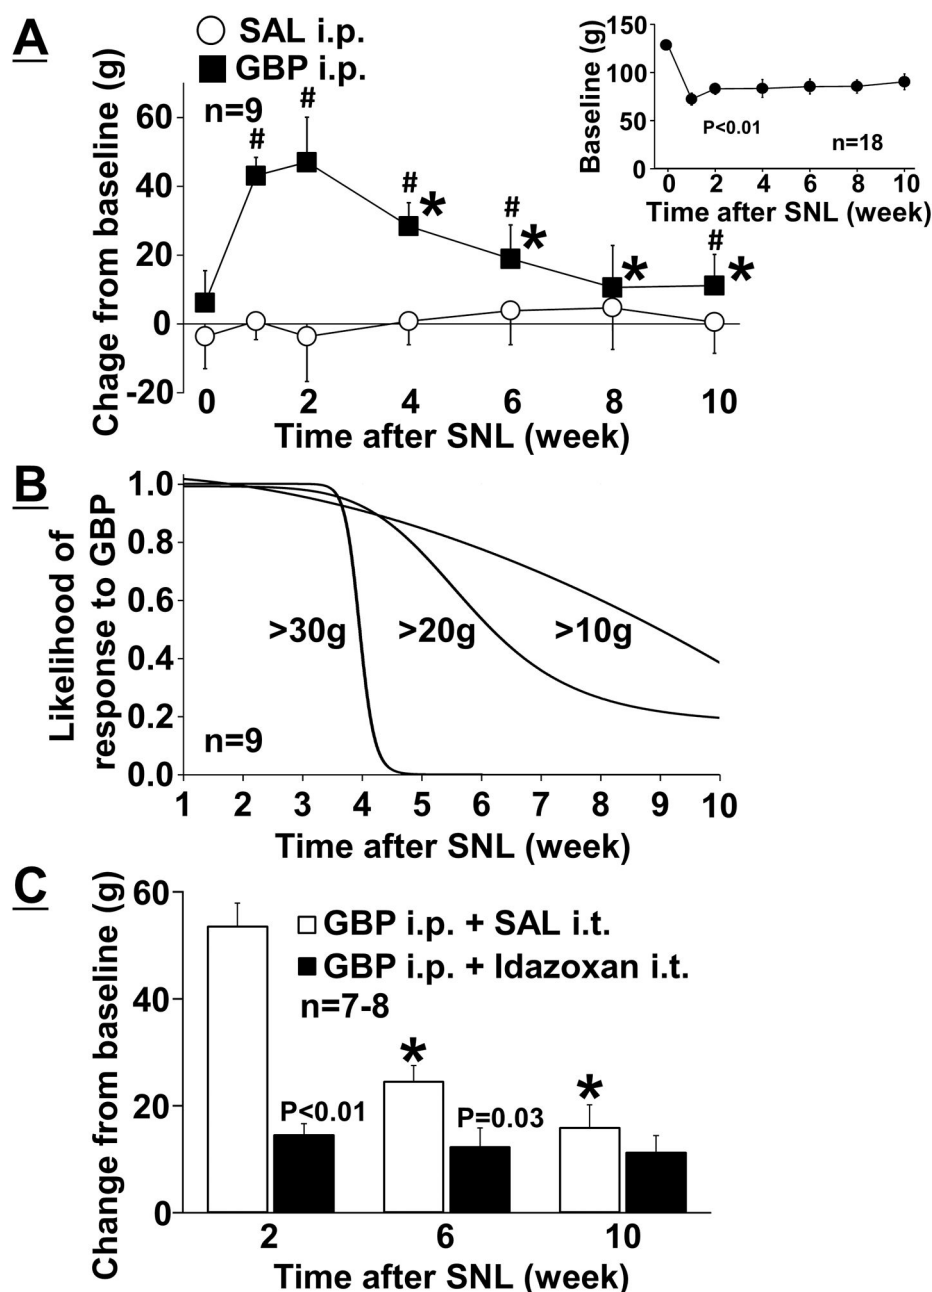 A
SAL i.p.
GBP i.p.
n=9
Chage from baseline (g)
60
40
20
0
-20
#
#
#
*
#
*
*
#
*
0 2 4 6 8 10
Time after SNL (week)
Baseline (g)
150
100
50
0
P<0.01
n=18
0 2 4 6 8 10
Time after SNL (week)
B
Likelihood of
response to GBP
1.0
0.8
0.6
0.4
0.2
0.0
>30g >20g >10g
n=9
1 2 3 4 5 6 7 8 9 10
Time after SNL (week)
C
Change from baseline (g)
60
40
20
0
GBP i.p. + SAL i.t.
GBP i.p. + Idazoxan i.t.
n=7-8
*
*
P<0.01
P=0.03
2 6 10
Time after SNL (week)